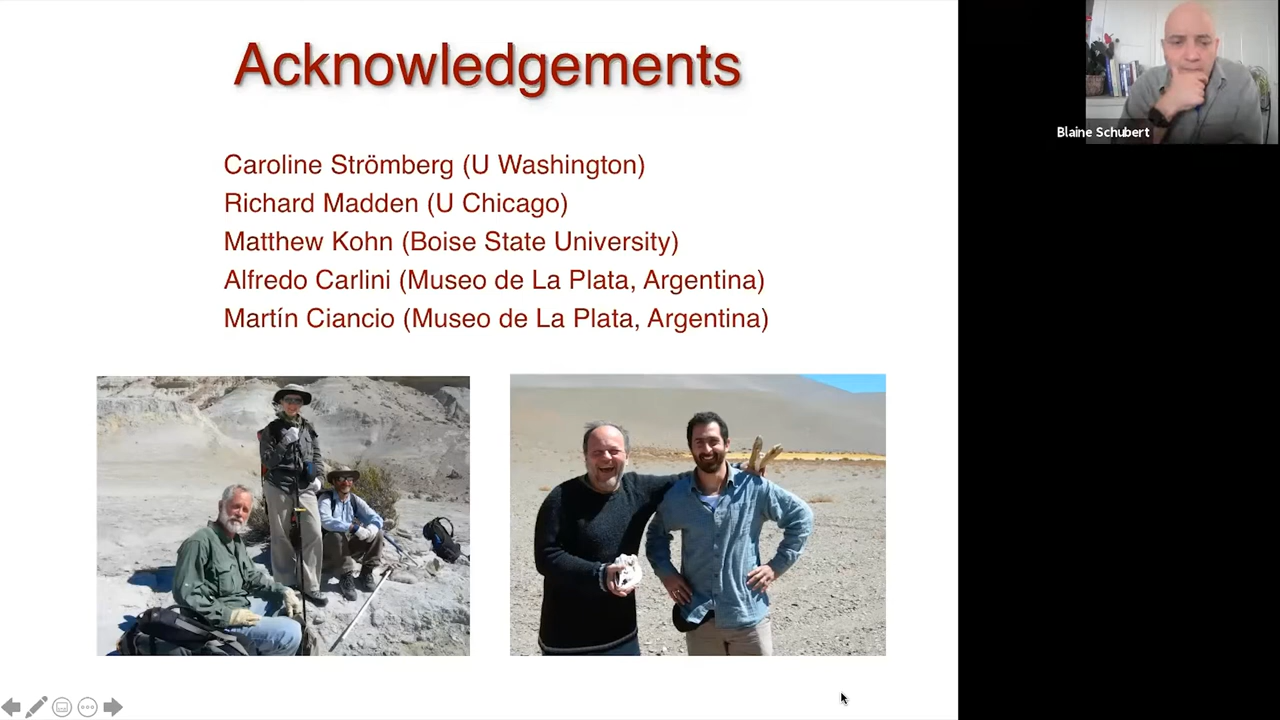 Acknowledgements
Caroline Strömberg (U Washington)
Richard Madden (U Chicago)
Matthew Kohn (Boise State University)
Alfredo Carlini (Museo de La Plata, Argentina)
Martín Ciancio (Museo de La Plata, Argentina)
Blaine Schubert